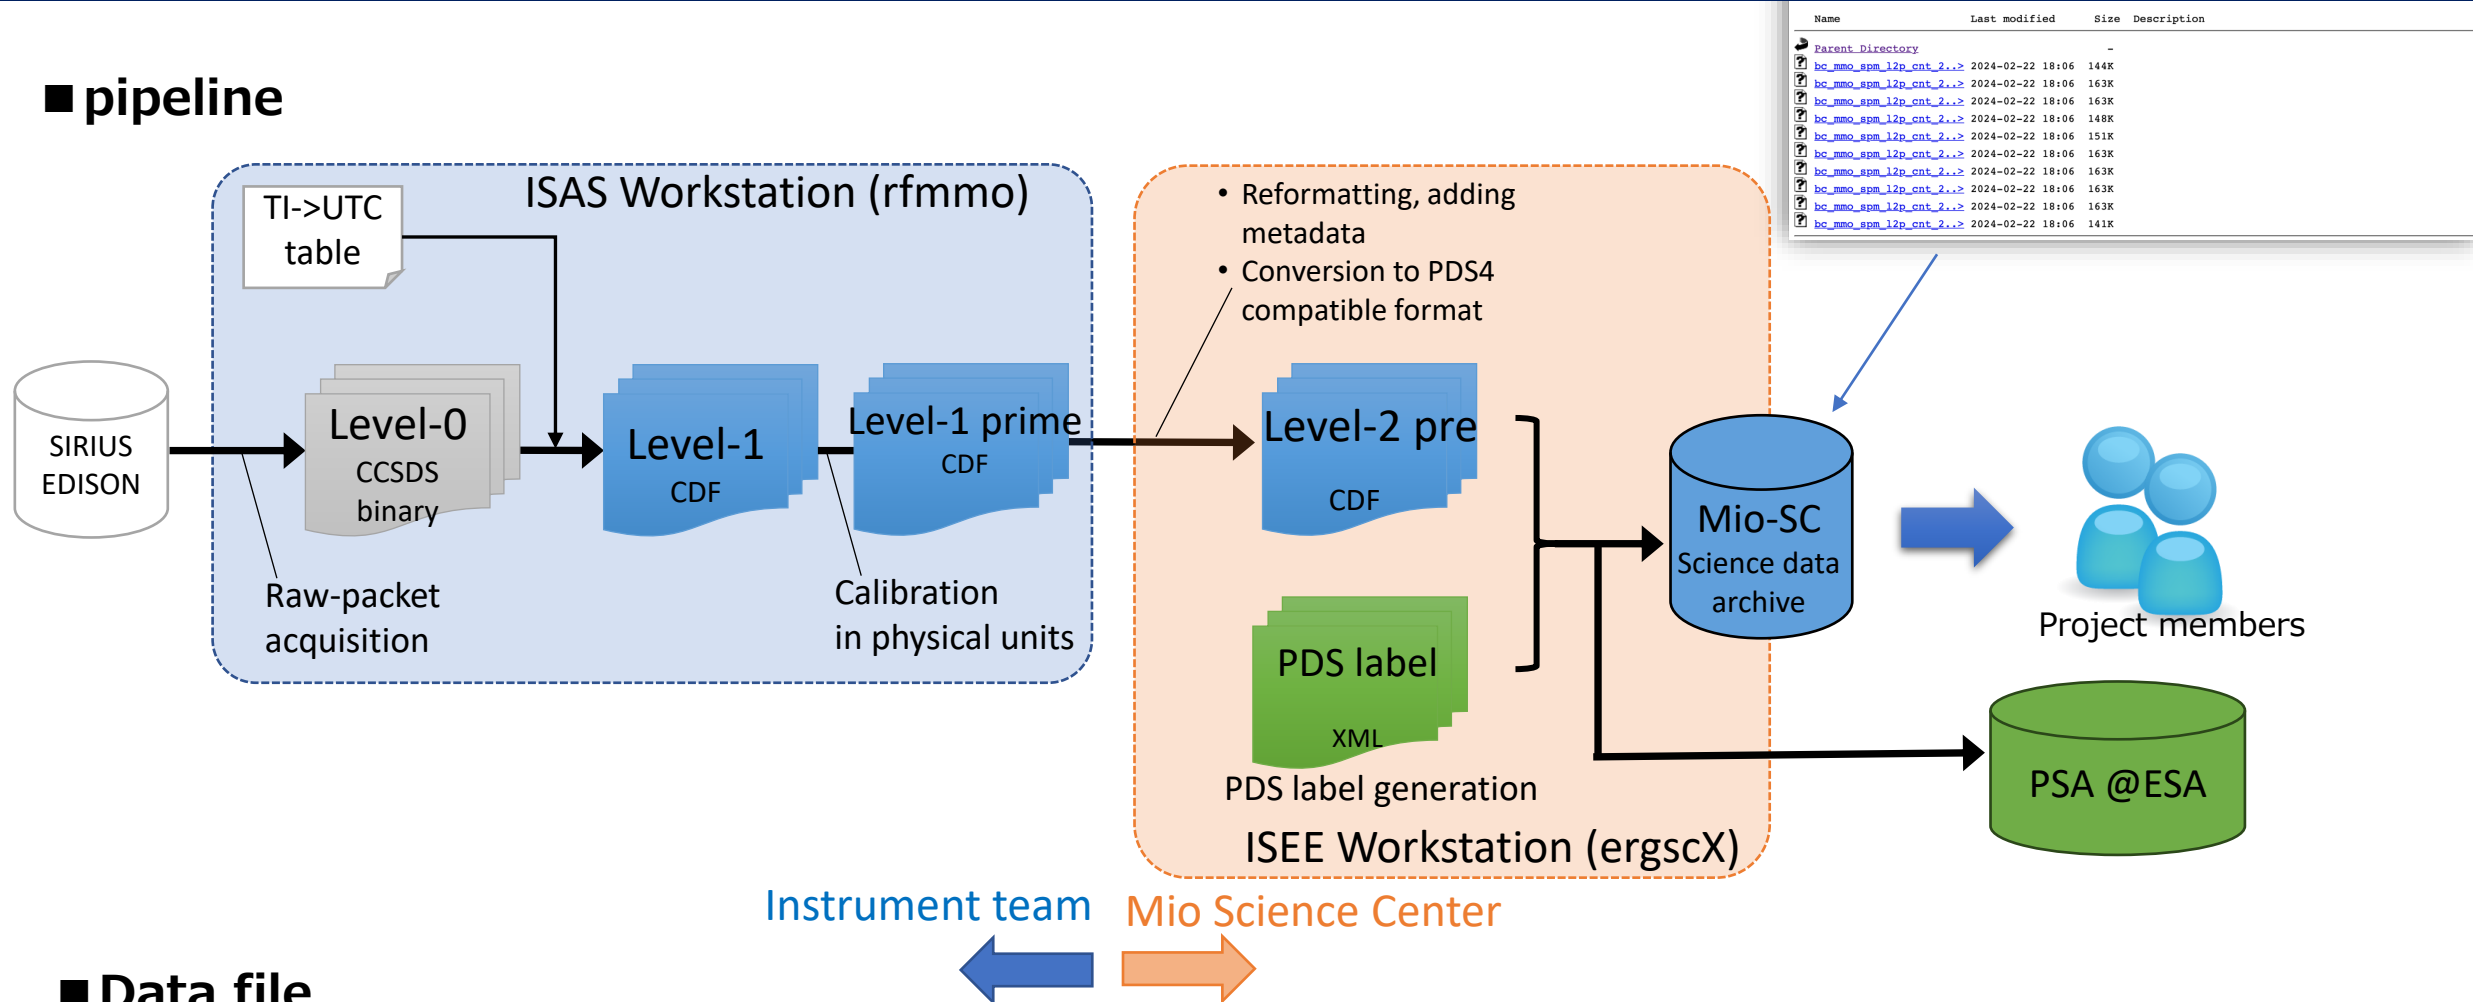 Name Last modified Size Description
Parent Directory -
bc_mmo_spm_l2p_cnt_2..> 2024-02-22 18:06 144K
bc_mmo_spm_l2p_cnt_2..> 2024-02-22 18:06 163K
bc_mmo_spm_l2p_cnt_2..> 2024-02-22 18:06 163K
bc_mmo_spm_l2p_cnt_2..> 2024-02-22 18:06 148K
bc_mmo_spm_l2p_cnt_2..> 2024-02-22 18:06 151K
bc_mmo_spm_l2p_cnt_2..> 2024-02-22 18:06 163K
bc_mmo_spm_l2p_cnt_2..> 2024-02-22 18:06 163K
bc_mmo_spm_l2p_cnt_2..> 2024-02-22 18:06 163K
bc_mmo_spm_l2p_cnt_2..> 2024-02-22 18:06 163K
bc_mmo_spm_l2p_cnt_2..> 2024-02-22 18:06 141K
■ pipeline
ISAS Workstation (rfmmo)
TI->UTC
table
• Reformatting, adding
metadata
• Conversion to PDS4
compatible format
SIRIUS
EDISON
Level-0
CCSDS
binary
Level-1
CDF
Level-1 prime
CDF
Level-2 pre
CDF
Mio-SC
Science data
archive
Raw-packet
acquisition
Calibration
in physical units
Project members
PDS label
XML
PDS label generation
PSA @ESA
ISEE Workstation (ergscX)
Instrument team
Mio Science Center
■ Data file